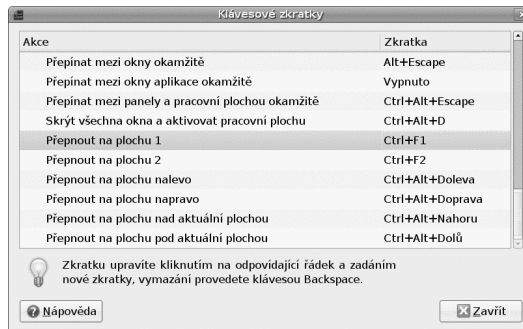 Klávesové zkratky
Akce Zkratka
Přepínat mezi okny okamžitě Alt+Escape
Přepínat mezi okny aplikace okamžitě Vypnuto
Přepínat mezi panely a pracovní plochou okamžitě Ctrl+Alt+Escape
Skrýt všechna okna a aktivovat pracovní plochu Ctrl+Alt+D
Přepnout na plochu 1 Ctrl+F1
Přepnout na plochu 2 Ctrl+F2
Přepnout na plochu nalevo Ctrl+Alt+Doleva
Přepnout na plochu napravo Ctrl+Alt+Doprava
Přepnout na plochu nad aktuální plochou Ctrl+Alt+Nahoru
Přepnout na plochu pod aktuální plochou Ctrl+Alt+Dolů
Zkratku upravíte kliknutím na odpovídající řádek a zadáním
nové zkratky, vymazání provedete klávesou Backspace.
Nápověda Zavřít